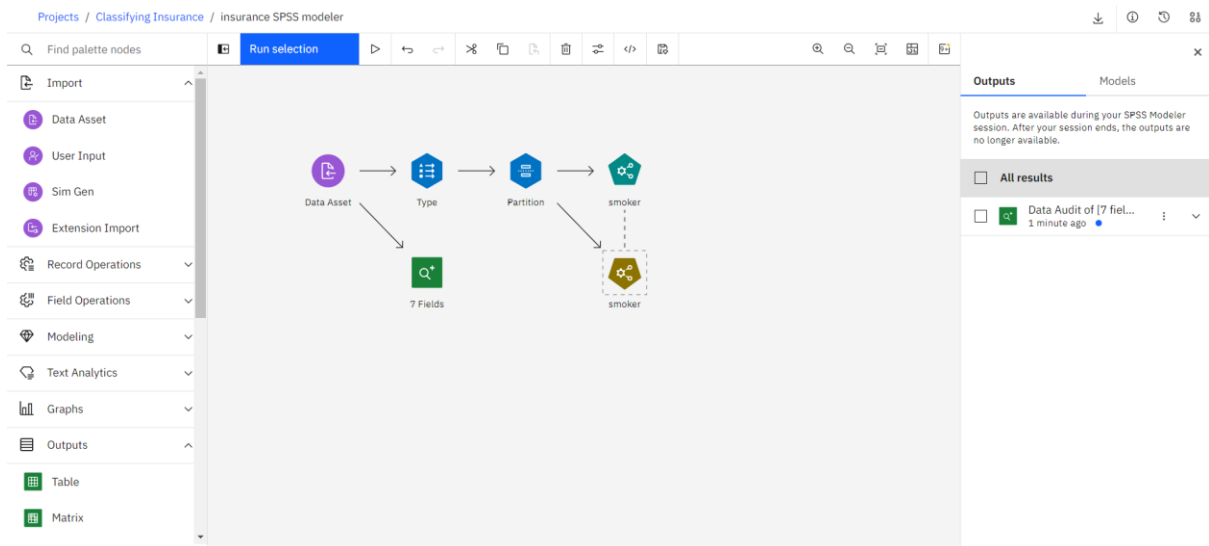 Projects / Classifying Insurance / insurance SPSS modeler
Find palette nodes
Run selection
Import
Data Asset
User Input
Sim Gen
Extension Import
Record Operations
Field Operations
Modeling
Text Analytics
Graphs
Outputs
Table
Matrix
Data Asset
Type
Partition
smoker
7 Fields
smoker
Outputs
Models
Outputs are available during your SPSS Modeler
session. After your session ends, the outputs are
no longer available.
All results
Data Audit of [7 fiel...
1 minute ago